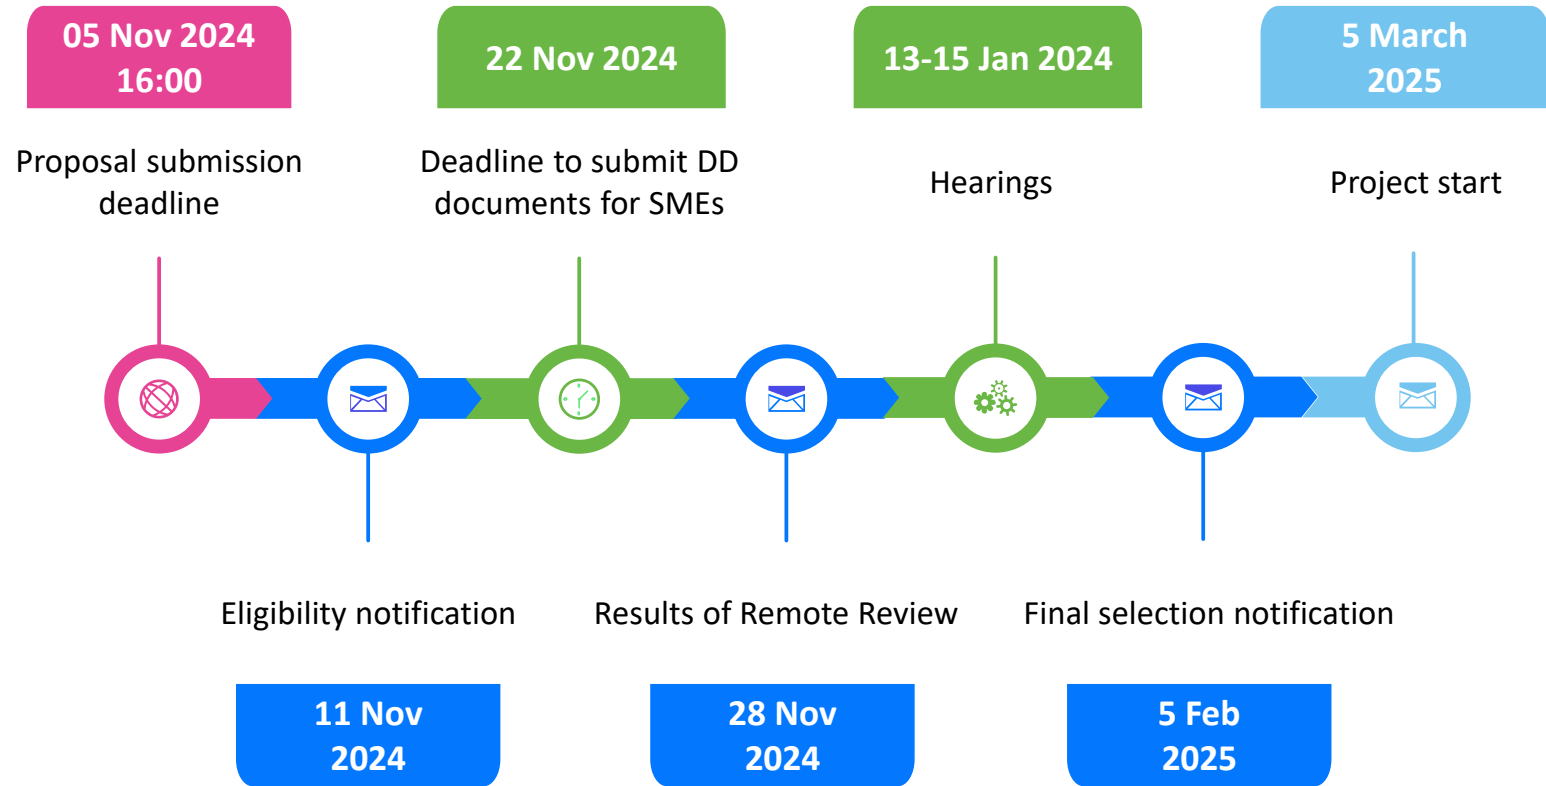 05 Nov 2024
16:00
Proposal submission
deadline
22 Nov 2024
Deadline to submit DD
documents for SMEs
13-15 Jan 2024
Hearings
5 March
2025
Project start
Eligibility notification
11 Nov
2024
Results of Remote Review
28 Nov
2024
Final selection notification
5 Feb
2025